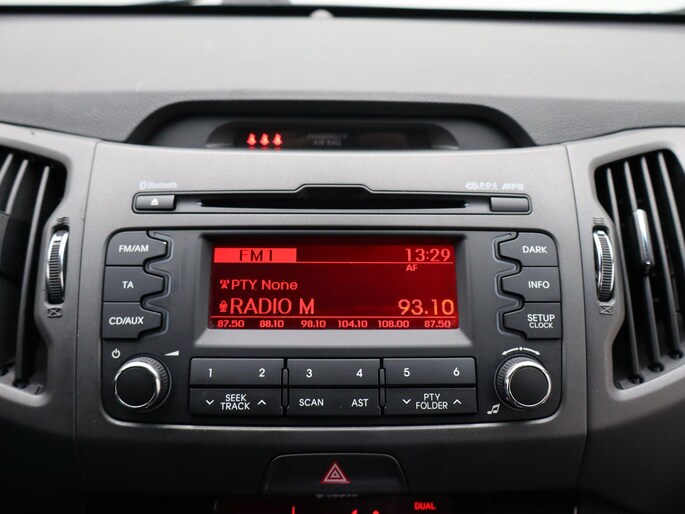 PASSENGER
AIR BAG
Bluetooth
RDS MP3
FM/AM
TA
CD/AUX
FM1 13:29
AF
PTY None
RADIO M 93.10
87.50 88.10 98.10 104.10 108.00 87.50
DARK
INFO
SETUP
CLOCK
1 2 3 4 5 6
SEEK
TRACK
SCAN AST
PTY
FOLDER
DUAL